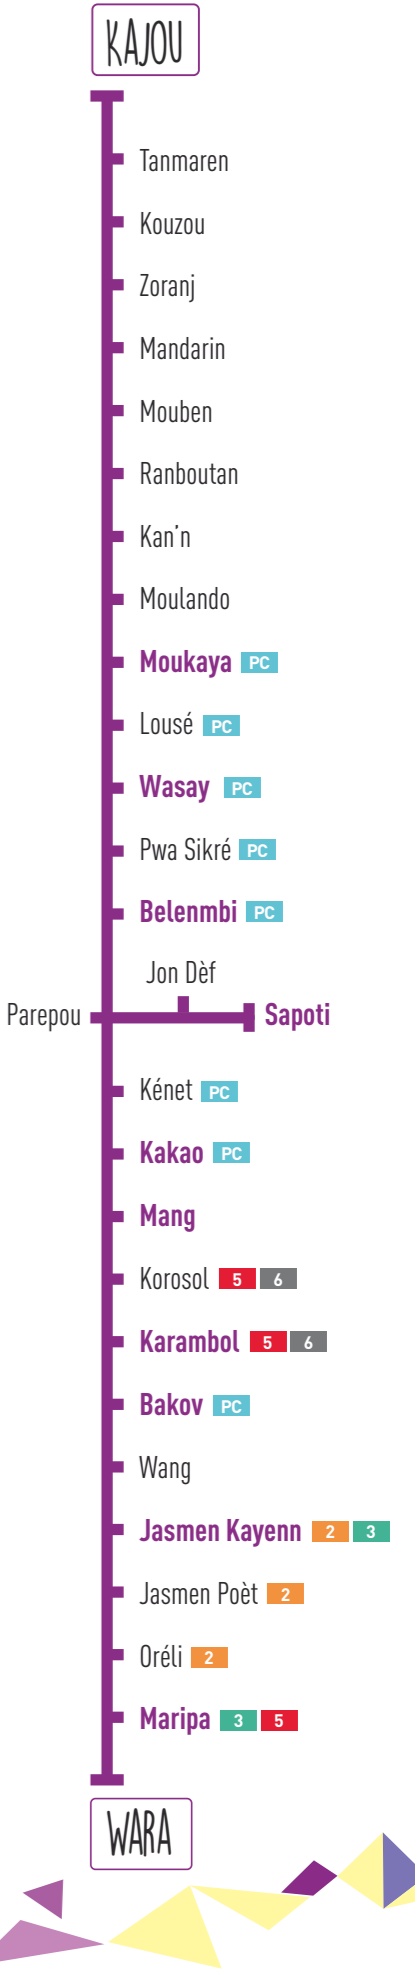 KAJOU
Tanmaren
Kouzou
Zoranj
Mandarin
Mouben
Ranboutan
Kan'n
Moulando
Moukaya PC
Lousé PC
Wasay PC
Pwa Sikré PC
Belenmbi PC
Jon Dèf
Parepou Sapoti
Kénet PC
Kakao PC
Mang
Korosol 5 6
Karambol 5 6
Bakov PC
Wang
Jasmen Kayenn 2 3
Jasmen Poèt 2
Oréli 2
Maripa 3 5
WARA